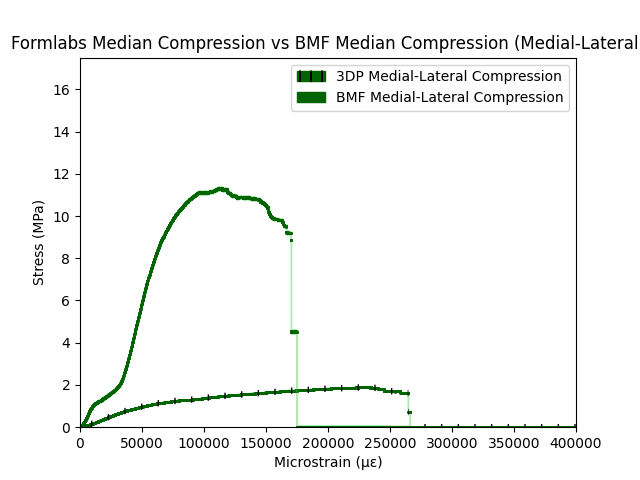 Formlabs Median Compression vs BMF Median Compression (Medial-Lateral
3DP Medial-Lateral Compression
BMF Medial-Lateral Compression
16
14
12
10
8
6
4
2
0
Stress (MPa)
0 50000 100000 150000 200000 250000 300000 350000 400000
Microstrain (με)